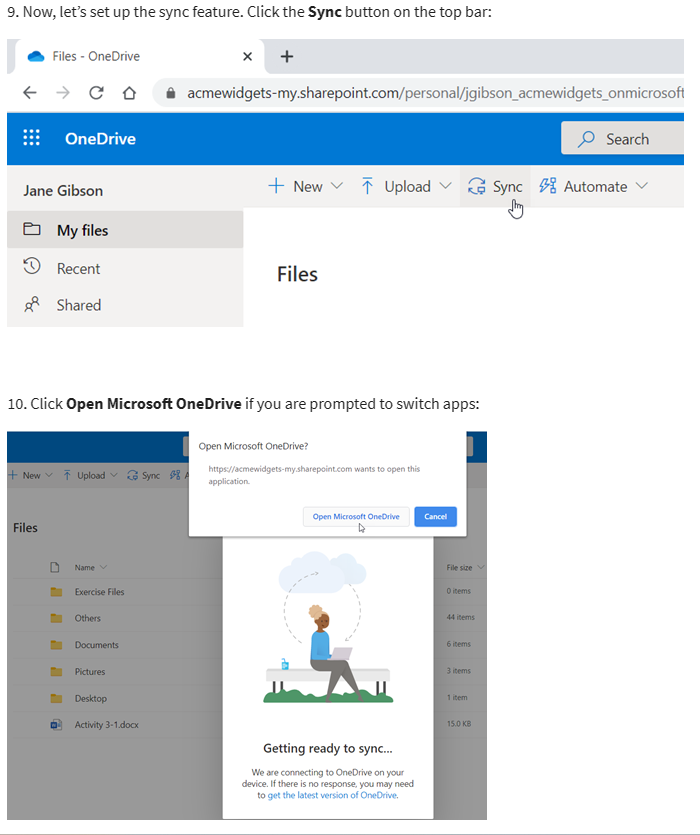 9. Now, let’s set up the sync feature. Click the Sync button on the top bar:
Files - OneDrive
acmewidgets-my.sharepoint.com/personal/jgibson_acmewidgets_onmicrosoft
OneDrive
Search
Jane Gibson
New
Upload
Sync
Automate
My files
Recent
Shared
Files
10. Click Open Microsoft OneDrive if you are prompted to switch apps:
Open Microsoft OneDrive?
https://acmewidgets-my.sharepoint.com wants to open this
application.
Open Microsoft OneDrive
Cancel
New
Upload
Sync
A
Files
Name
File size
Exercise Files
0 items
Others
44 items
Documents
6 items
Pictures
3 items
Desktop
1 item
Activity 3-1.docx
15.0 KB
Getting ready to sync...
We are connecting to OneDrive on your
device. If there is no response, you may need
to get the latest version of OneDrive.